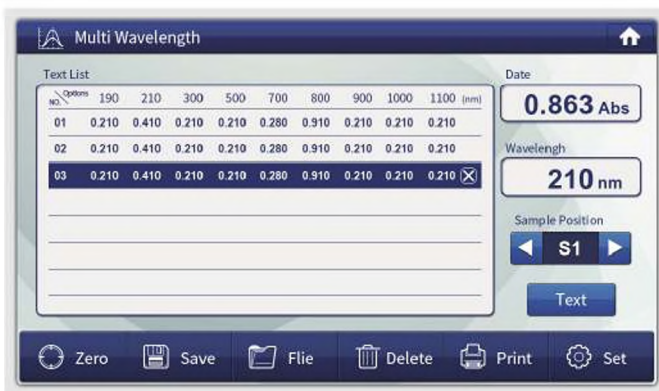 Multi Wavelength
Text List
NO. Options 190 210 300 500 700 800 900 1000 1100 (nm)
01 0.210 0.410 0.210 0.210 0.280 0.910 0.210 0.210 0.210
02 0.210 0.410 0.210 0.210 0.280 0.910 0.210 0.210 0.210
03 0.210 0.410 0.210 0.210 0.280 0.910 0.210 0.210 0.210
Date
0.863 Abs
Wavelengh
210 nm
Sample Position
S1
Text
Zero Save Flie Delete Print Set